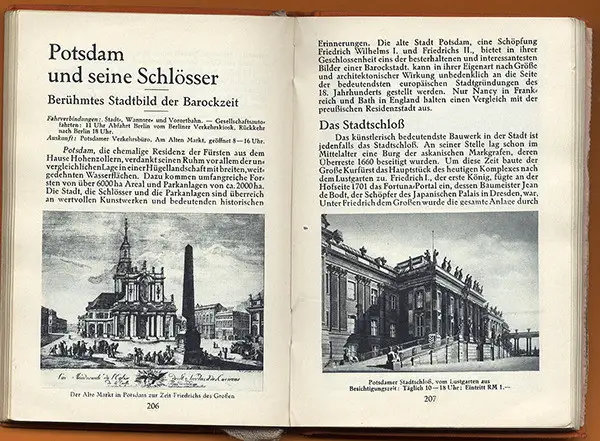 Potsdam
und seine Schlösser
Berühmtes Stadtbild der Barockzeit
Fahrverbindungen: Stadt-, Wannsee- und Vorortbahn. — Gesellschaftsauto-
fahrten: 11 Uhr Abfahrt Berlin vom Berliner Verkehrskiosk, Rückkehr
nach Berlin 18 Uhr.
Auskunft: Potsdamer Verkehrsbüro, Am Alten Markt, geöffnet 8—16 Uhr.
Potsdam, die ehemalige Residenz der Fürsten aus dem
Hause Hohenzollern, verdankt seinen Ruhm vor allem der un-
vergleichlichen Lage in einer Hügellandschaft mit breiten, weit-
gedehnten Wasserflächen. Dazu kommen umfangreiche For-
sten von über 6000 ha Areal und Parkanlagen von ca. 2000 ha.
Die Stadt, die Schlösser und die Parkanlagen sind überreich
an wertvollen Kunstwerken und bedeutenden historischen
Der Alte Markt in Potsdam zur Zeit Friedrichs des Großen
206
Erinnerungen. Die alte Stadt Potsdam, eine Schöpfung
Friedrich Wilhelms I. und Friedrichs II., bietet in ihrer
Geschlossenheit eins der besterhaltenen und interessantesten
Bilder einer Barockstadt, kann in ihrer Eigenart nach Größe
und architektonischer Wirkung unbedenklich an die Seite
der bedeutendsten europäischen Stadtgründungen des
18. Jahrhunderts gestellt werden. Nur Nancy in Frank-
reich und Bath in England halten einen Vergleich mit der
preußischen Residenzstadt aus.
Das Stadtschloß
Das künstlerisch bedeutendste Bauwerk in der Stadt ist
jedenfalls das Stadtschloß. An seiner Stelle lag schon im
Mittelalter eine Burg der askanischen Markgrafen, deren
Überreste 1660 beseitigt wurden. Um diese Zeit baute der
Große Kurfürst das Hauptstück des heutigen Komplexes nach
dem Lustgarten zu. Friedrich I., der erste König, fügte an der
Hofseite 1701 das Fortuna-Portal ein, dessen Baumeister Jean
de Bodt, der Schöpfer des Japanischen Palais in Dresden, war.
Unter Friedrich dem Großen wurde die gesamte Anlage durch
Potsdamer Stadtschloß, vom Lustgarten aus
Besichtigungszeit: Täglich 10—18 Uhr; Eintritt RM 1,—
207